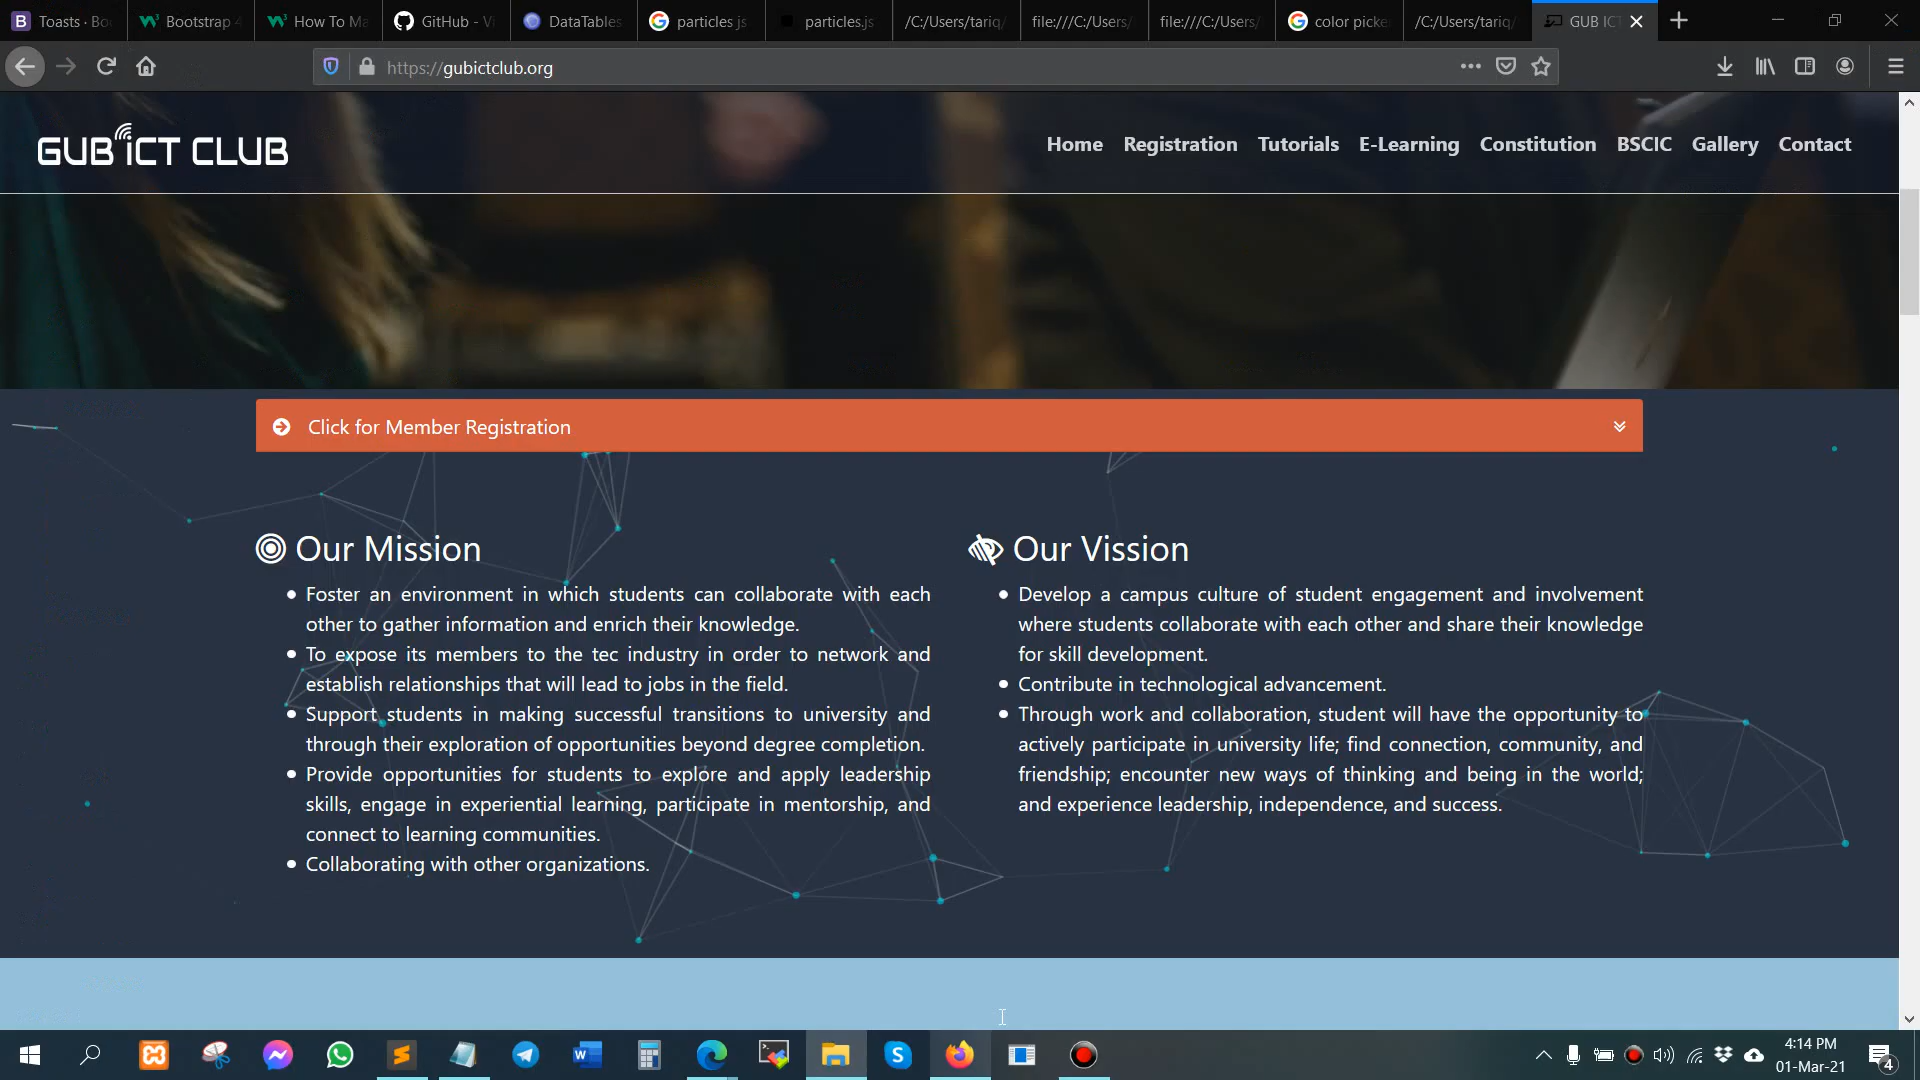 Toasts · Bo
Bootstrap 4
How To Ma
GitHub - Vi
DataTables
particles js
particles.js
/C:/Users/tariq/
file:///C:/Users/
file:///C:/Users/
color picke
/C:/Users/tariq/
GUB ICT
https://gubictclub.org
GUB ICT CLUB
Home Registration Tutorials E-Learning Constitution BSCIC Gallery Contact
Click for Member Registration
Our Mission
• Foster an environment in which students can collaborate with each
other to gather information and enrich their knowledge.
• To expose its members to the tec industry in order to network and
establish relationships that will lead to jobs in the field.
• Support students in making successful transitions to university and
through their exploration of opportunities beyond degree completion.
• Provide opportunities for students to explore and apply leadership
skills, engage in experiential learning, participate in mentorship, and
connect to learning communities.
• Collaborating with other organizations.
Our Vission
• Develop a campus culture of student engagement and involvement
where students collaborate with each other and share their knowledge
for skill development.
• Contribute in technological advancement.
• Through work and collaboration, student will have the opportunity to
actively participate in university life; find connection, community, and
friendship; encounter new ways of thinking and being in the world;
and experience leadership, independence, and success.
4:14 PM
01-Mar-21
4